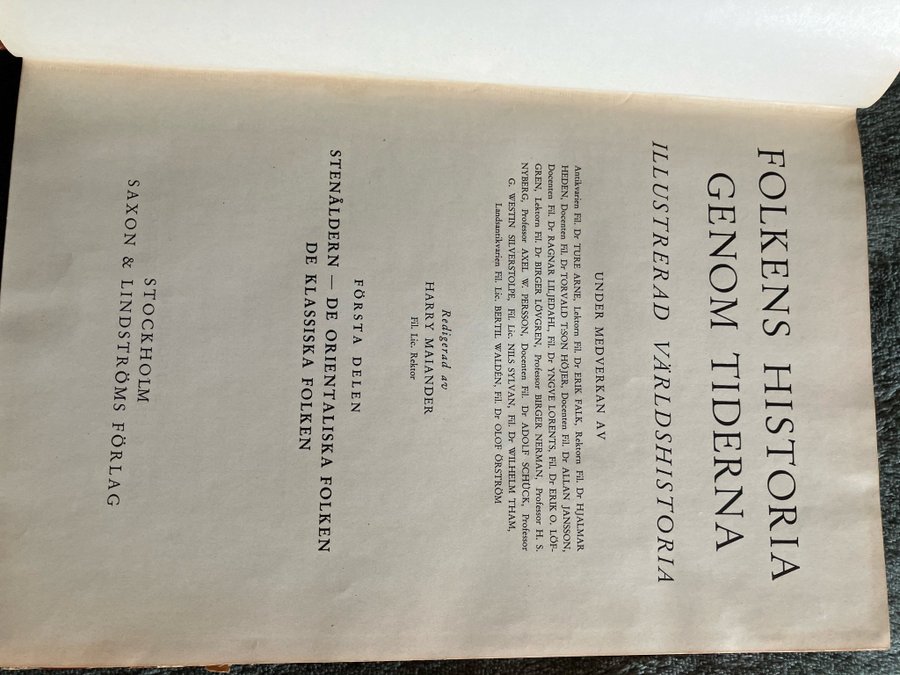 FOLKENS HISTORIA
GENOM TIDERNA
ILLUSTRERAD VÄRLDSHISTORIA
UNDER MEDVERKAN AV
Antikvarien Fil. Dr TURE ARNE, Lektorn Fil. Dr ERIK FALK, Rektorn Fil. Dr HJALMAR
HEDEN, Docenten Fil. Dr TORVALD T:SON HÖJER, Docenten Fil. Dr ALLAN JANSSON,
Docenten Fil. Dr RAGNAR LILJEDAHL, Fil. Dr YNGVE LORENTS, Fil. Dr ERIK O. LÖF-
GREN, Lektorn Fil. Dr BIRGER LÖVGREN, Professor BIRGER NERMAN, Professor H. S.
NYBERG, Professor AXEL W. PERSSON, Docenten Fil. Dr ADOLF SCHÜCK, Professor
G. WESTIN SILVERSTOLPE, Fil. Lic. NILS SYLVAN, Fil. Dr WILHELM THAM,
Landsantikvarien Fil. Lic. BERTIL WALDÉN, Fil. Dr OLOF ÖRSTRÖM
Redigerad av
HARRY MAIANDER
Fil. Lic. Rektor
FÖRSTA DELEN
STENÅLDERN — DE ORIENTALISKA FOLKEN
DE KLASSISKA FOLKEN
STOCKHOLM
SAXON & LINDSTRÖMS FÖRLAG